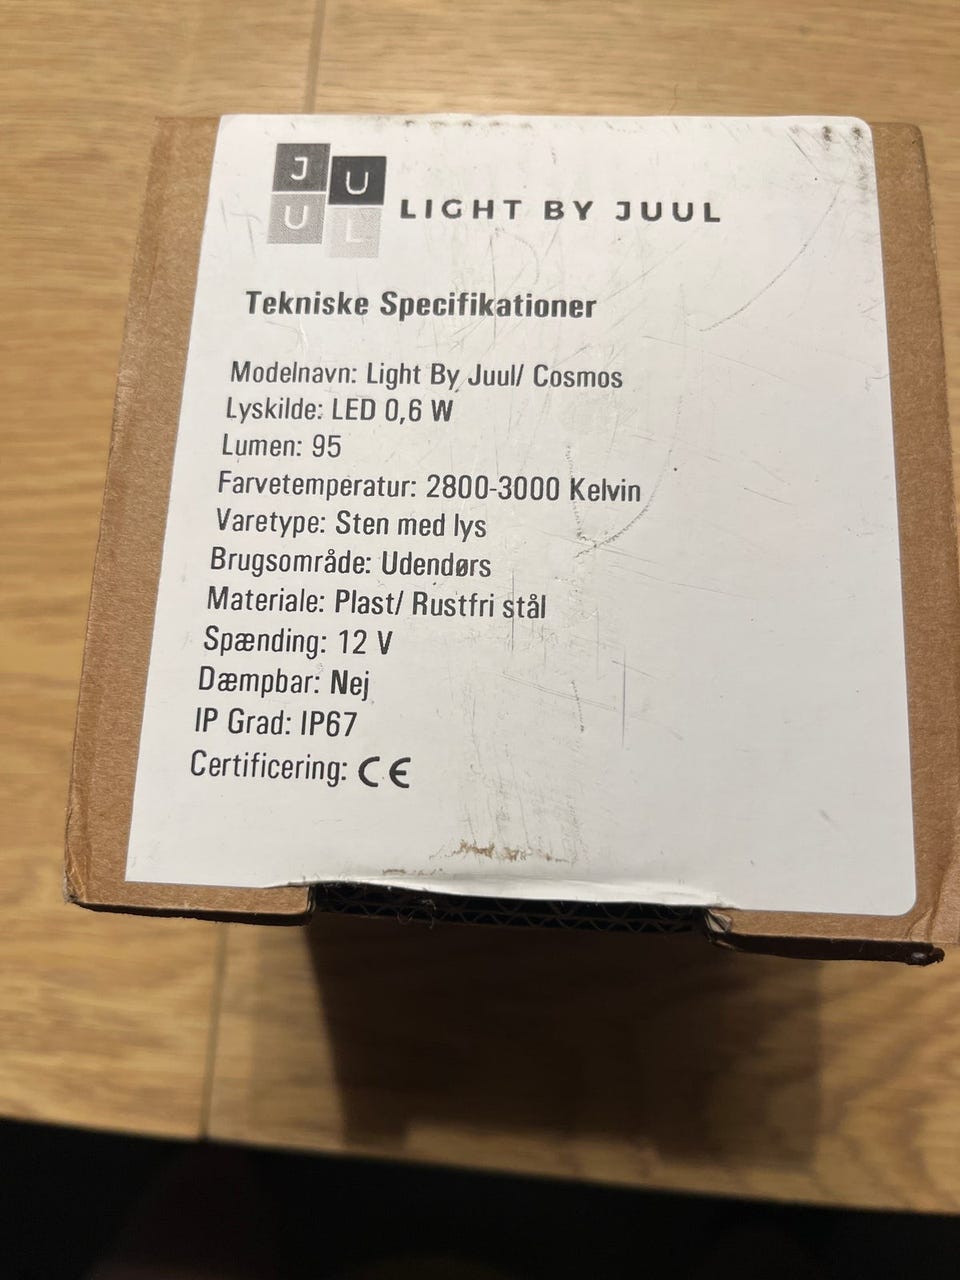 J U
U L
LIGHT BY JUUL
Tekniske Specifikationer
Modelnavn: Light By Juul/ Cosmos
Lyskilde: LED 0,6 W
Lumen: 95
Farvetemperatur: 2800-3000 Kelvin
Varetype: Sten med lys
Brugsområde: Udendørs
Materiale: Plast/ Rustfri stål
Spænding: 12 V
Dæmpbar: Nej
IP Grad: IP67
Certificering: CE